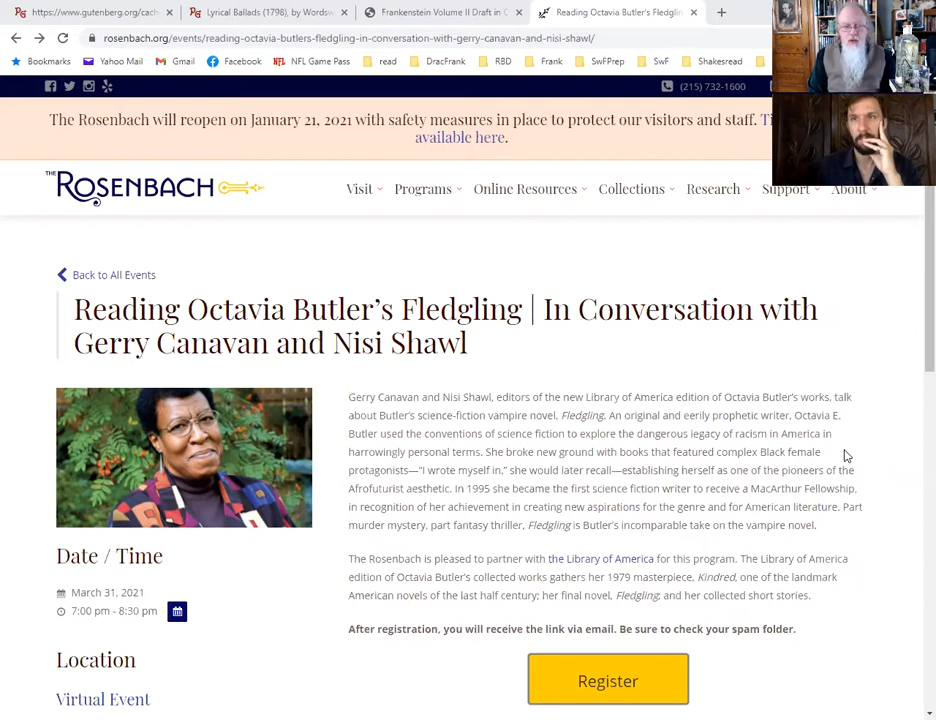 https://www.gutenberg.org/cach
Lyrical Ballads (1798), by Wordsw
Frankenstein Volume II Draft in C
Reading Octavia Butler's Fledglin
rosenbach.org/events/reading-octavia-butlers-fledgling-in-conversation-with-gerry-canavan-and-nisi-shawl/
Bookmarks
Yahoo Mail
Gmail
Facebook
NFL Game Pass
read
DracFrank
RBD
Frank
SwFPrep
SwF
Shakesread
(215) 732-1600
The Rosenbach will reopen on January 21, 2021 with safety measures in place to protect our visitors and staff. Ti
available here.
THE ROSENBACH
Visit
Programs
Online Resources
Collections
Research
Support
About
Back to All Events
Reading Octavia Butler's Fledgling | In Conversation with
Gerry Canavan and Nisi Shawl
Gerry Canavan and Nisi Shawl, editors of the new Library of America edition of Octavia Butler's works, talk
about Butler's science-fiction vampire novel, Fledgling. An original and eerily prophetic writer, Octavia E.
Butler used the conventions of science fiction to explore the dangerous legacy of racism in America in
harrowingly personal terms. She broke new ground with books that featured complex Black female
protagonists—"I wrote myself in," she would later recall—establishing herself as one of the pioneers of the
Afrofuturist aesthetic. In 1995 she became the first science fiction writer to receive a MacArthur Fellowship,
in recognition of her achievement in creating new aspirations for the genre and for American literature. Part
murder mystery, part fantasy thriller, Fledgling is Butler's incomparable take on the vampire novel.
The Rosenbach is pleased to partner with the Library of America for this program. The Library of America
edition of Octavia Butler's collected works gathers her 1979 masterpiece, Kindred, one of the landmark
American novels of the last half century; her final novel, Fledgling; and her collected short stories.
After registration, you will receive the link via email. Be sure to check your spam folder.
Register
Date / Time
March 31, 2021
7:00 pm - 8:30 pm
Location
Virtual Event